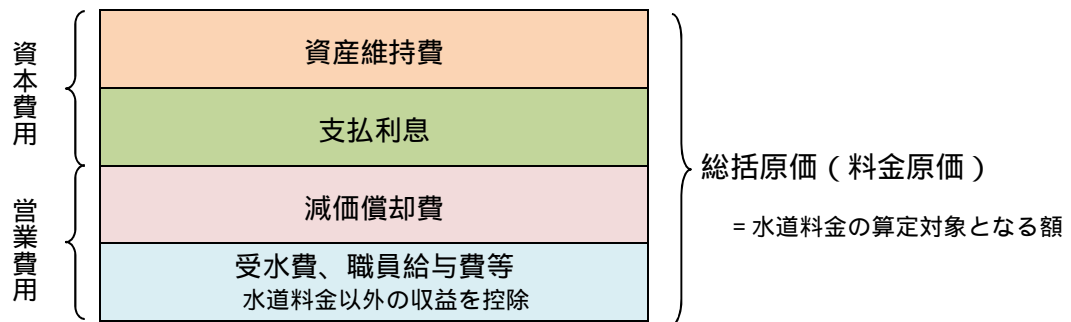 資本費用
資産維持費
支払利息
営業費用
減価償却費
受水費、職員給与費等
水道料金以外の収益を控除
総括原価（料金原価）
=水道料金の算定対象となる額